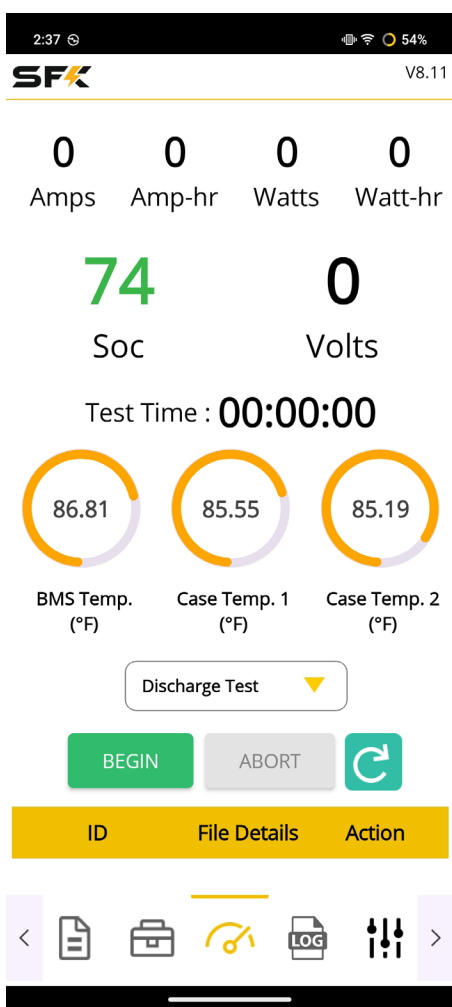 2:37 54%
SFK V8.11
0 0 0 0
Amps Amp-hr Watts Watt-hr
74 0
Soc Volts
Test Time : 00:00:00
86.81 85.55 85.19
BMS Temp. Case Temp. 1 Case Temp. 2
(°F) (°F) (°F)
Discharge Test
BEGIN ABORT
ID File Details Action
LOG